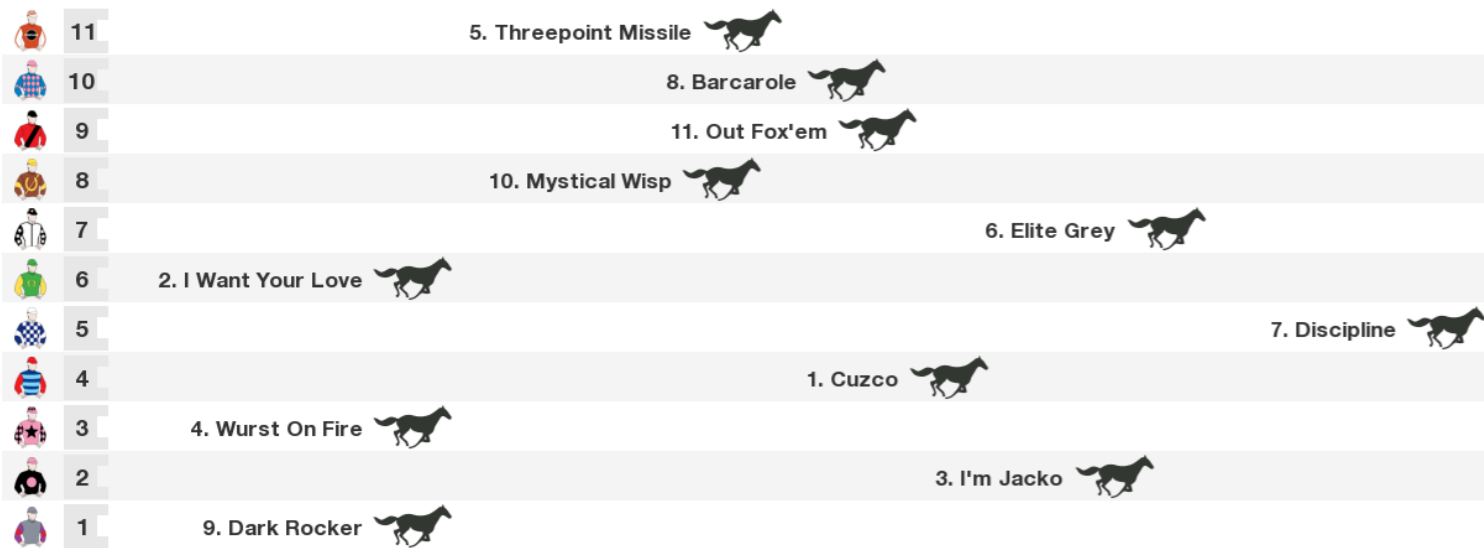 11 5. Threepoint Missile
10 8. Barcarole
9 11. Out Fox'em
8 10. Mystical Wisp
7 6. Elite Grey
6 2. I Want Your Love
5 7. Discipline
4 1. Cuzco
3 4. Wurst On Fire
2 3. I'm Jacko
1 9. Dark Rocker